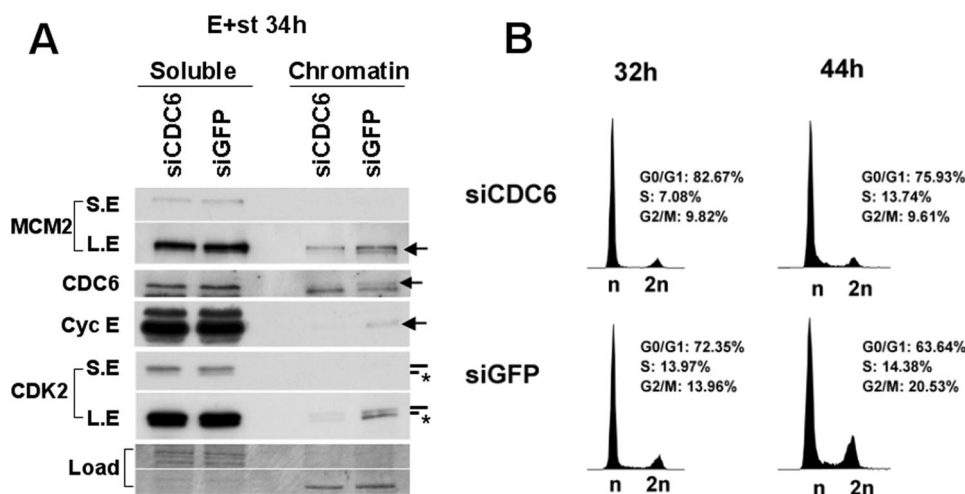 A
E+st 34h
Soluble
Chromatin
siCDC6
siGFP
siCDC6
siGFP
MCM2
S.E
L.E
CDC6
Cyc E
CDK2
S.E
*
L.E
*
Load
B
32h
44h
siCDC6
G0/G1: 82.67%
S: 7.08%
G2/M: 9.82%
n 2n
G0/G1: 75.93%
S: 13.74%
G2/M: 9.61%
n 2n
siGFP
G0/G1: 72.35%
S: 13.97%
G2/M: 13.96%
n 2n
G0/G1: 63.64%
S: 14.38%
G2/M: 20.53%
n 2n